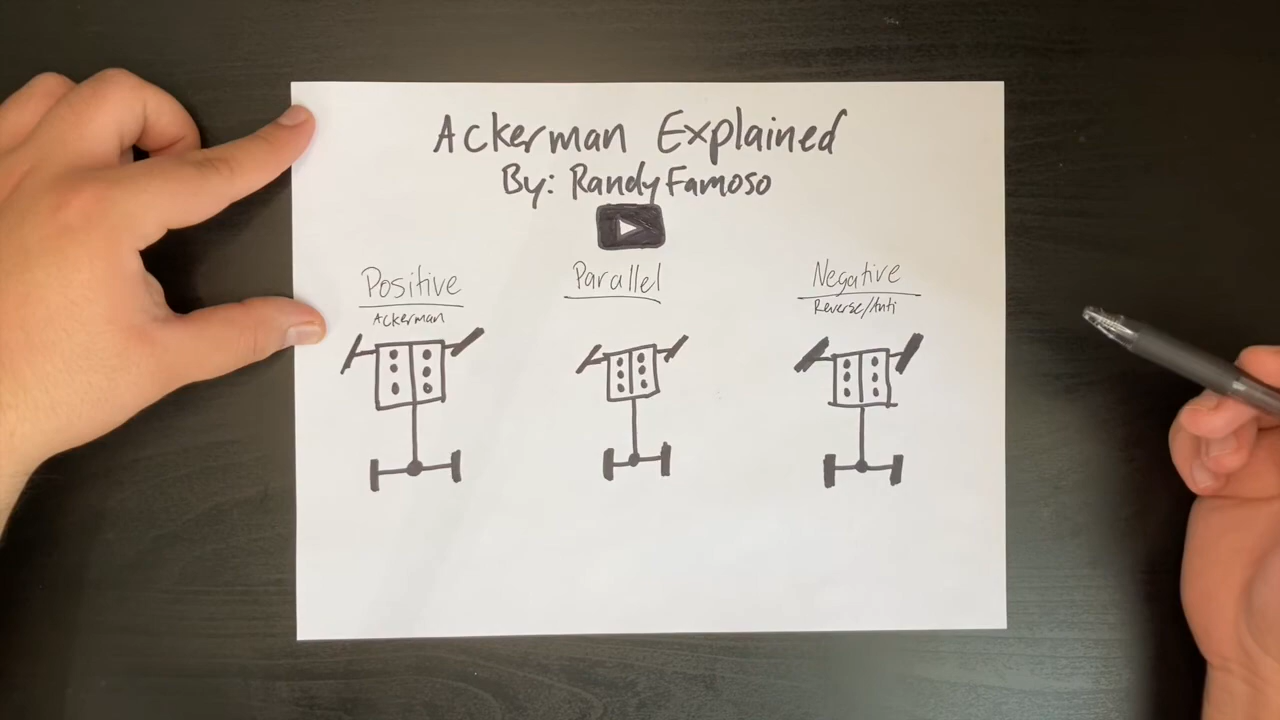 Ackerman Explained
By: Randy Famoso
Positive
Ackerman
Parallel
Negative
Reverse/Anti